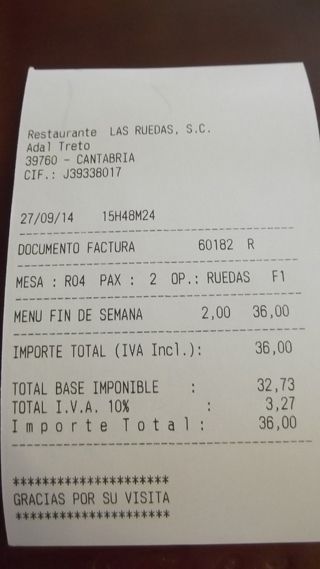 Restaurante LAS RUEDAS, S.C.
Adal Treto
39760 - CANTABRIA
CIF.: J39338017
27/09/14 15H48M24
DOCUMENTO FACTURA 60182 R
MESA : R04 PAX : 2 OP.: RUEDAS F1
MENU FIN DE SEMANA 2,00 36,00
IMPORTE TOTAL (IVA Incl.): 36,00
TOTAL BASE IMPONIBLE : 32,73
TOTAL I.V.A. 10% : 3,27
Importe Total: 36,00
*********************
GRACIAS POR SU VISITA
*********************